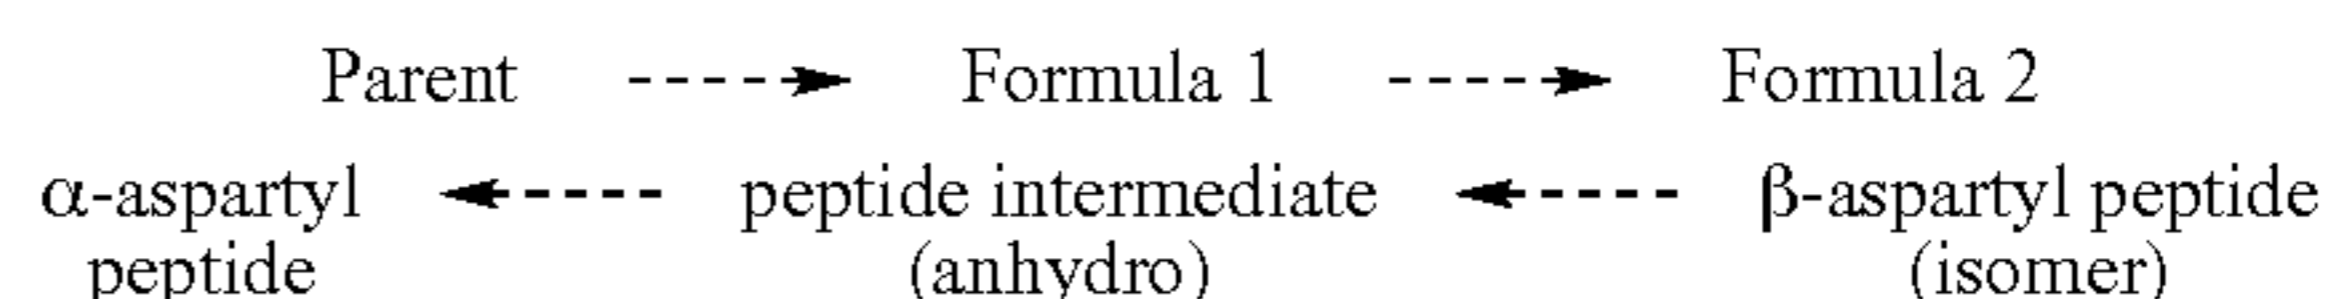 Parent Formula 1 Formula 2
α-aspartyl peptide intermediate β-aspartyl peptide
peptide (anhydro) (isomer)